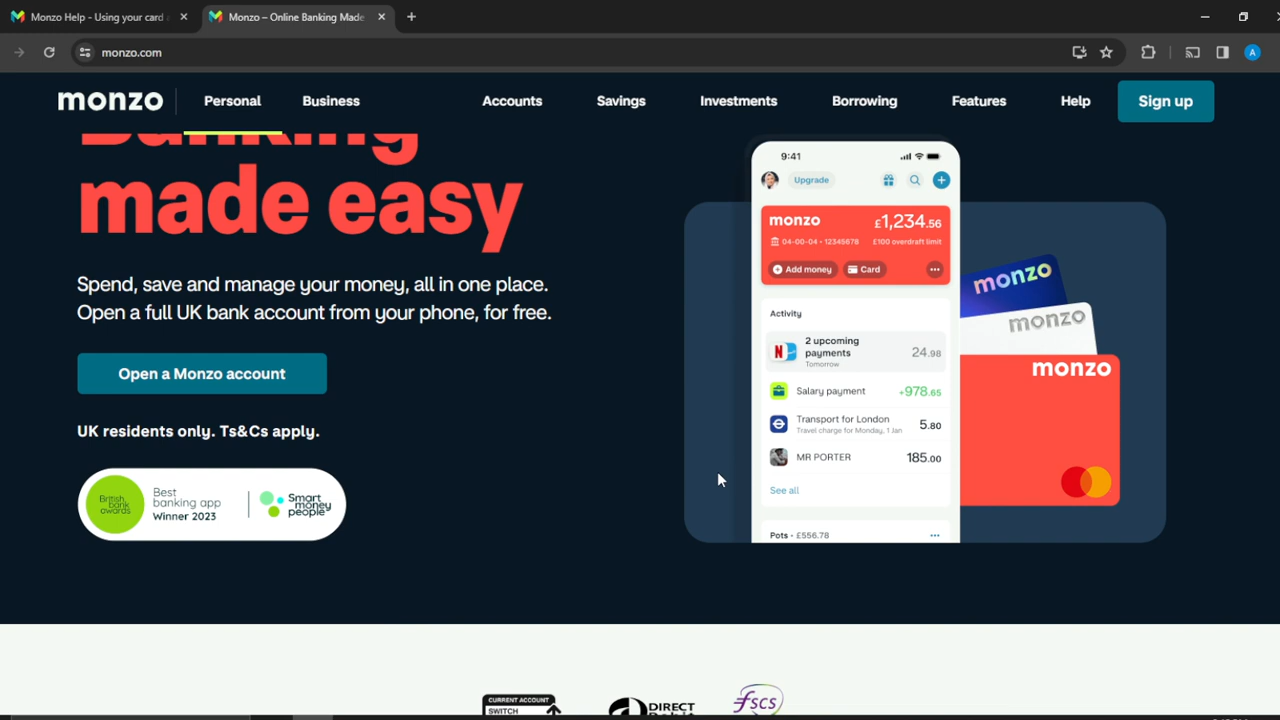 Monzo Help - Using your card
Monzo – Online Banking Made
monzo.com
monzo
Personal
Business
Accounts
Savings
Investments
Borrowing
Features
Help
Sign up
Banking
made easy
Spend, save and manage your money, all in one place.
Open a full UK bank account from your phone, for free.
Open a Monzo account
UK residents only. Ts&Cs apply.
British bank awards
Best banking app
Winner 2023
Smart money people
9:41
Upgrade
monzo
£1,234.56
04-00-04 • 12345678
£100 overdraft limit
Add money
Card
Activity
2 upcoming payments
24.98
Tomorrow
Salary payment
+978.65
Transport for London
5.80
Travel charge for Monday, 1 Jan
MR PORTER
185.00
See all
Pots • £556.78
monzo
monzo
monzo
CURRENT ACCOUNT
SWITCH
DIRECT
Debit
fscs
A